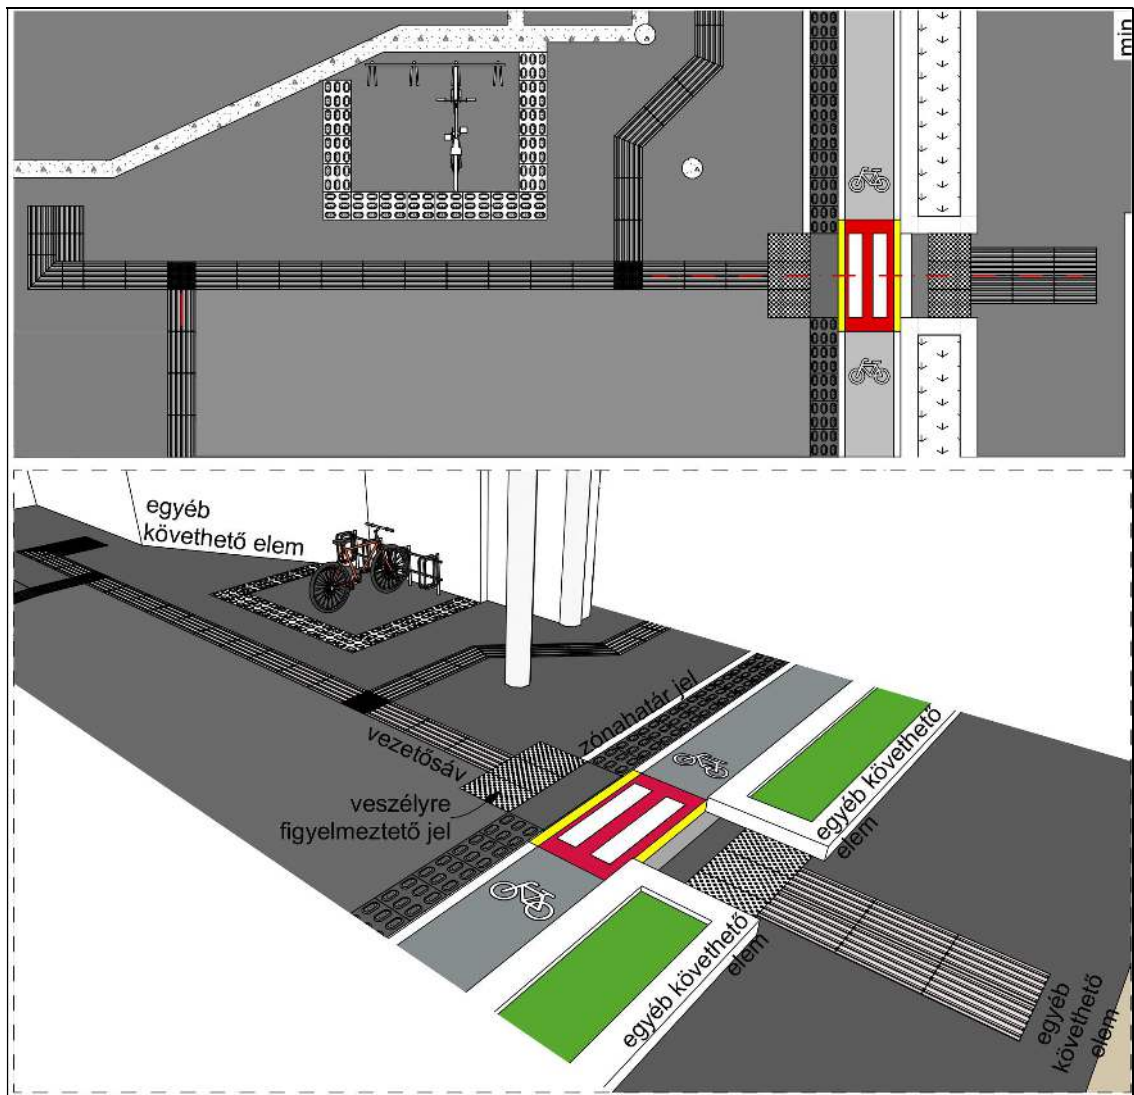 min
egyéb
követhető elem
zónahatár jel
vezetősáv
veszélyre
figyelmeztető jel
egyéb követhető
elem
egyéb követhető
elem
egyéb
követhető
elem